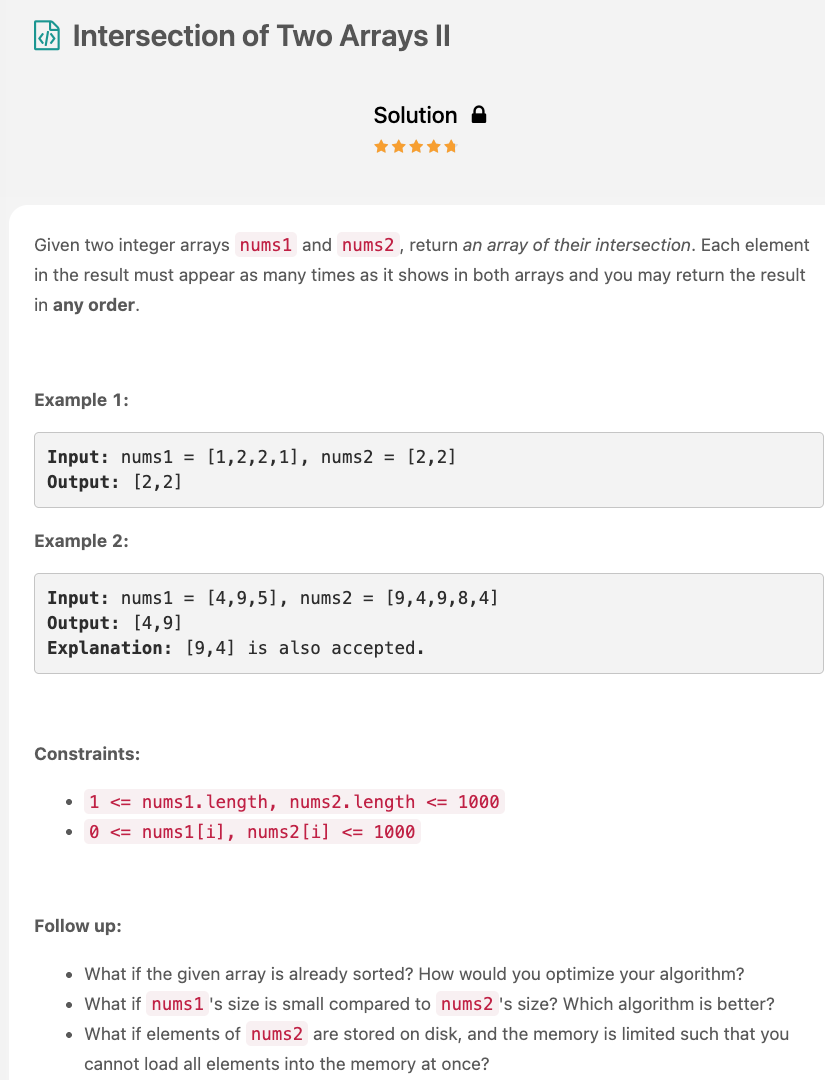 Intersection of Two Arrays II
Solution
Given two integer arrays nums1 and nums2, return an array of their intersection. Each element
in the result must appear as many times as it shows in both arrays and you may return the result
in any order.
Example 1:
Input: nums1 = [1,2,2,1], nums2 = [2,2]
Output: [2,2]
Example 2:
Input: nums1 = [4,9,5], nums2 = [9,4,9,8,4]
Output: [4,9]
Explanation: [9,4] is also accepted.
Constraints:
• 1 <= nums1.length, nums2.length <= 1000
• 0 <= nums1[i], nums2[i] <= 1000
Follow up:
• What if the given array is already sorted? How would you optimize your algorithm?
• What if nums1's size is small compared to nums2's size? Which algorithm is better?
• What if elements of nums2 are stored on disk, and the memory is limited such that you
cannot load all elements into the memory at once?